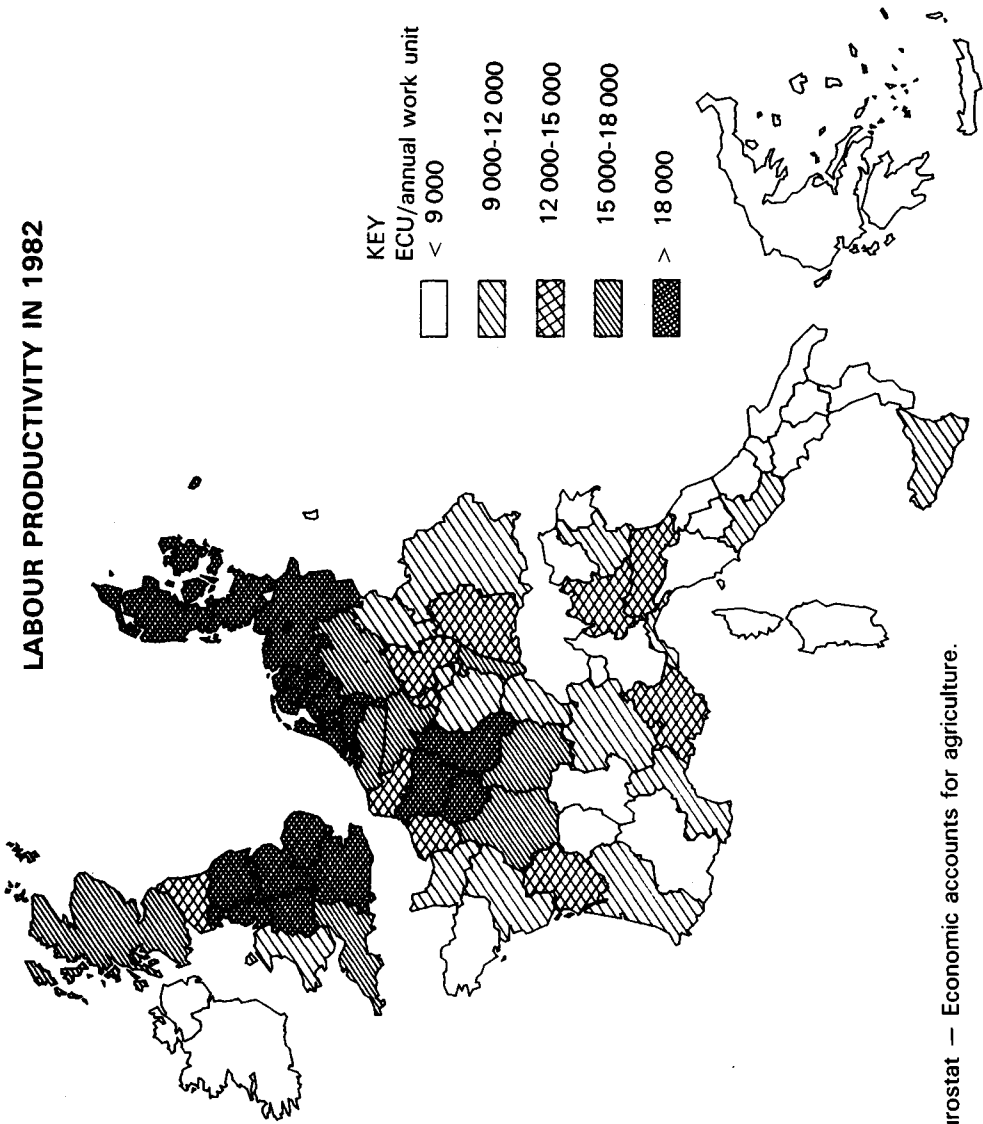 LABOUR PRODUCTIVITY IN 1982
KEY
ECU/annual work unit
< 9 000
9 000-12 000
12 000-15 000
15 000-18 000
> 18 000
urostat — Economic accounts for agriculture.